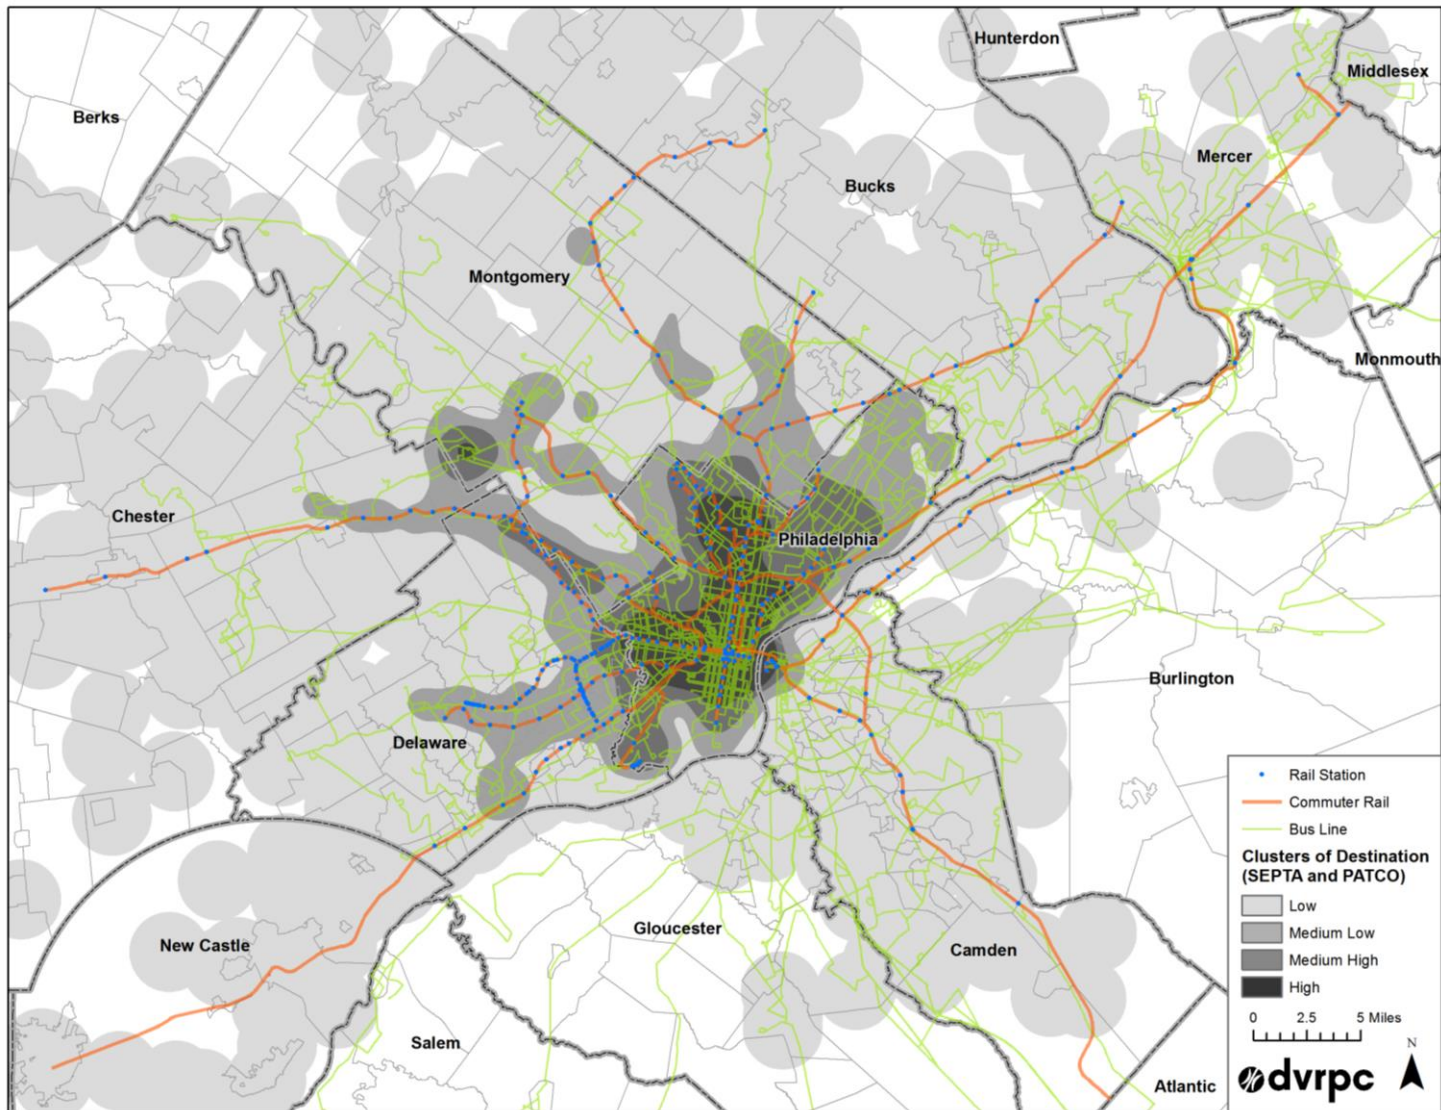 Hunterdon
Middlesex
Berks
Mercer
Bucks
Montgomery
Monmouth
Chester
Philadelphia
Burlington
Delaware
Gloucester
New Castle
Camden
Salem
Atlantic
Rail Station
Commuter Rail
Bus Line
Clusters of Destination
(SEPTA and PATCO)
Low
Medium Low
Medium High
High
0 2.5 5 Miles
N
dvrpc